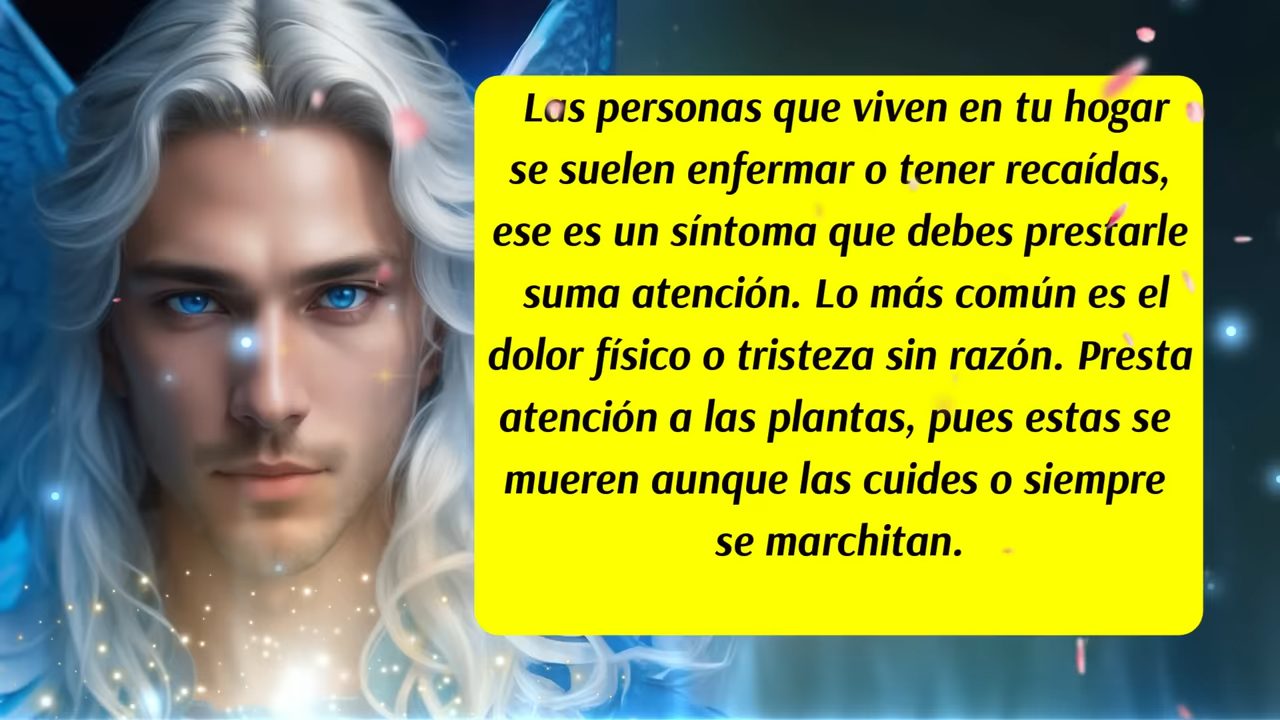 Las personas que viven en tu hogar
se suelen enfermar o tener recaídas,
ese es un síntoma que debes prestarle
suma atención. Lo más común es el
dolor físico o tristeza sin razón. Presta
atención a las plantas, pues estas se
mueren aunque las cuides o siempre
se marchitan.